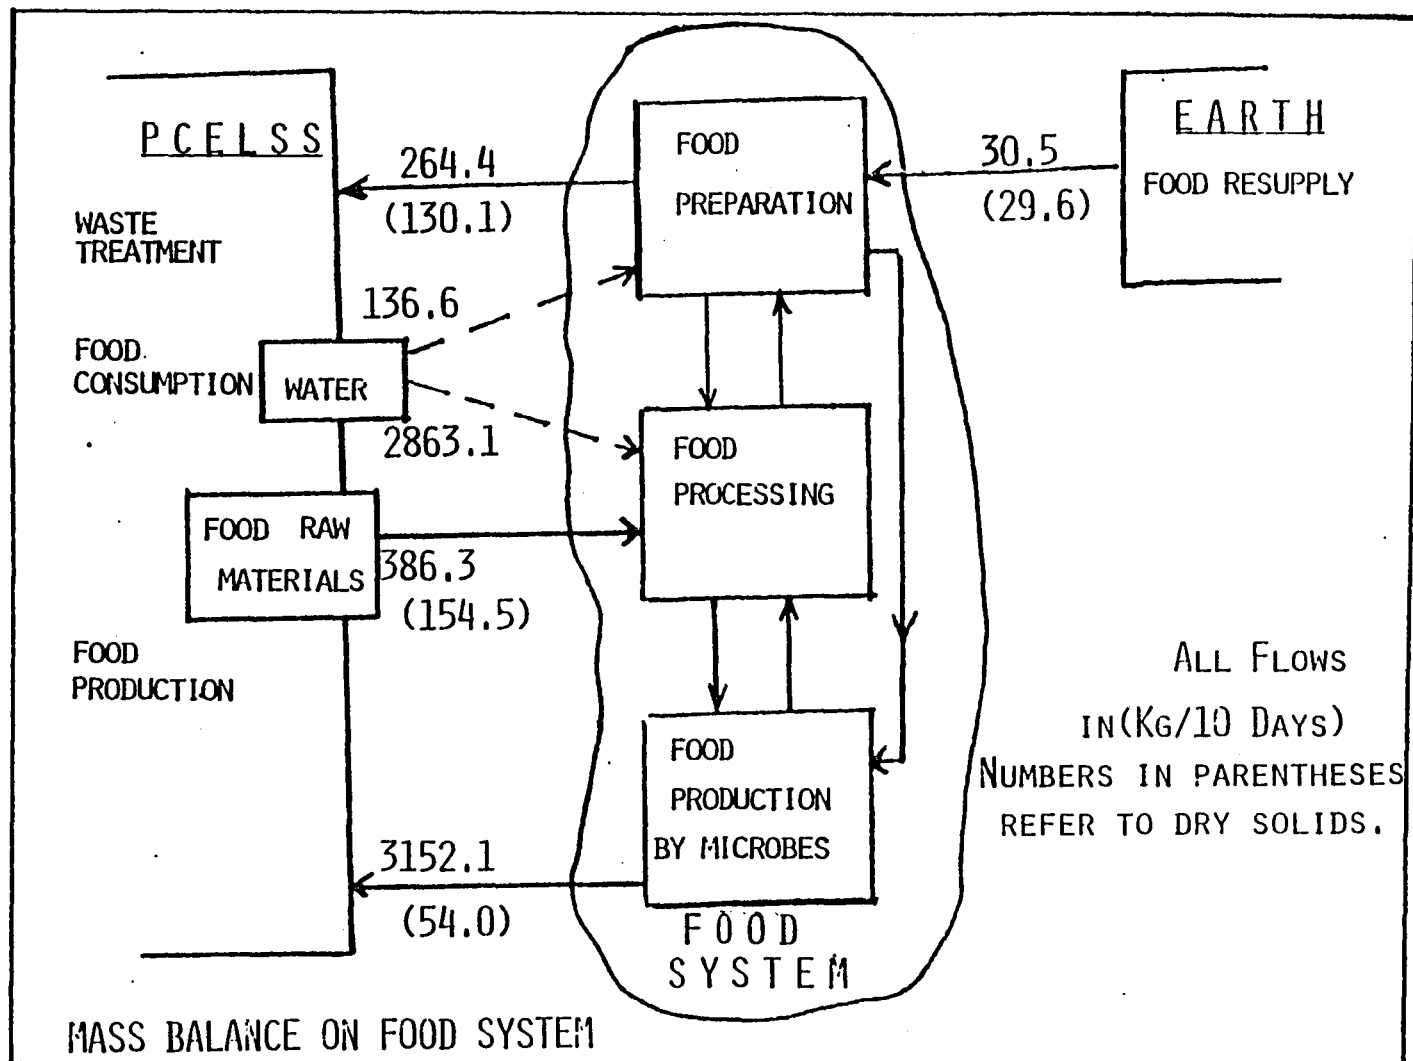 PCELSS
WASTE
TREATMENT
FOOD
CONSUMPTION
WATER
FOOD RAW
MATERIALS
FOOD
PRODUCTION
264.4
(130.1)
136.6
2863.1
386.3
(154.5)
3152.1
(54.0)
FOOD
PREPARATION
FOOD
PROCESSING
FOOD
PRODUCTION
BY MICROBES
FOOD
SYSTEM
30.5
(29.6)
EARTH
FOOD RESUPPLY
ALL FLOWS
IN(KG/10 DAYS)
NUMBERS IN PARENTHESES
REFER TO DRY SOLIDS.
MASS BALANCE ON FOOD SYSTEM